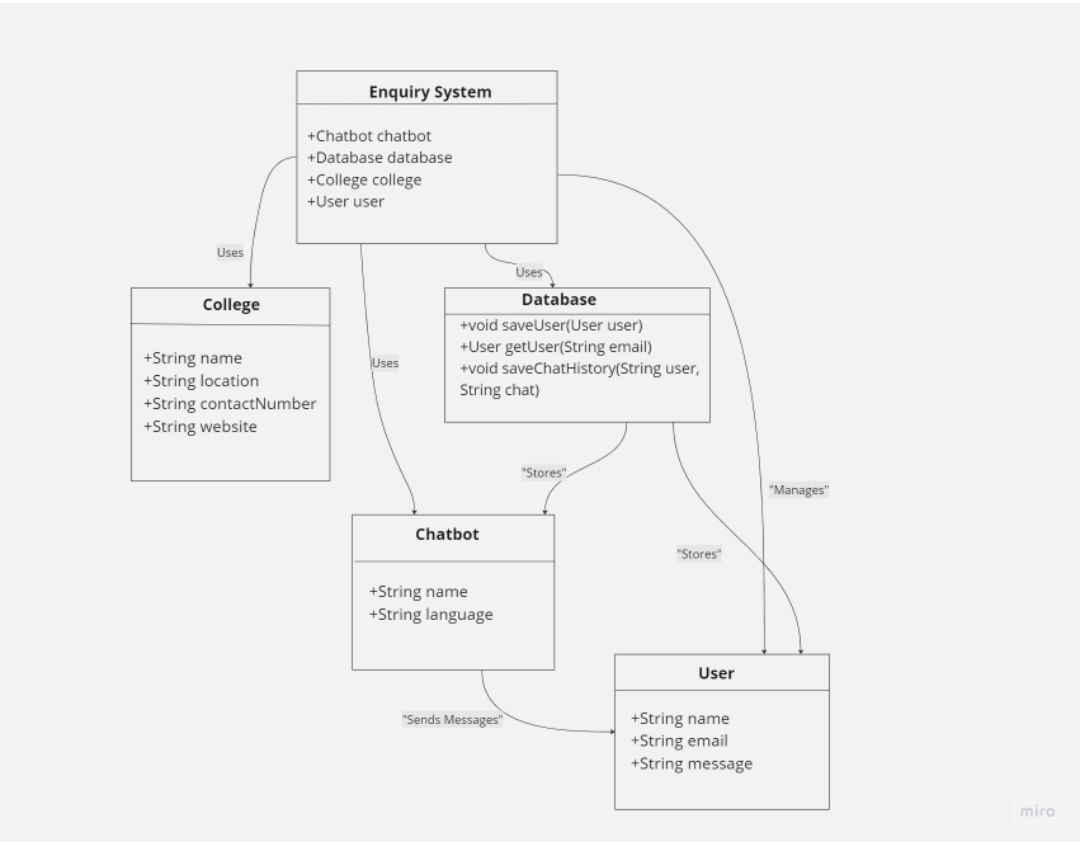 Enquiry System
+Chatbot chatbot
+Database database
+College college
+User user
Uses
Uses
College
+String name
+String location
+String contactNumber
+String website
Database
+void saveUser(User user)
+User getUser(String email)
+void saveChatHistory(String user,
String chat)
Uses
"Stores"
"Manages"
"Stores"
Chatbot
+String name
+String language
"Sends Messages"
User
+String name
+String email
+String message
miro